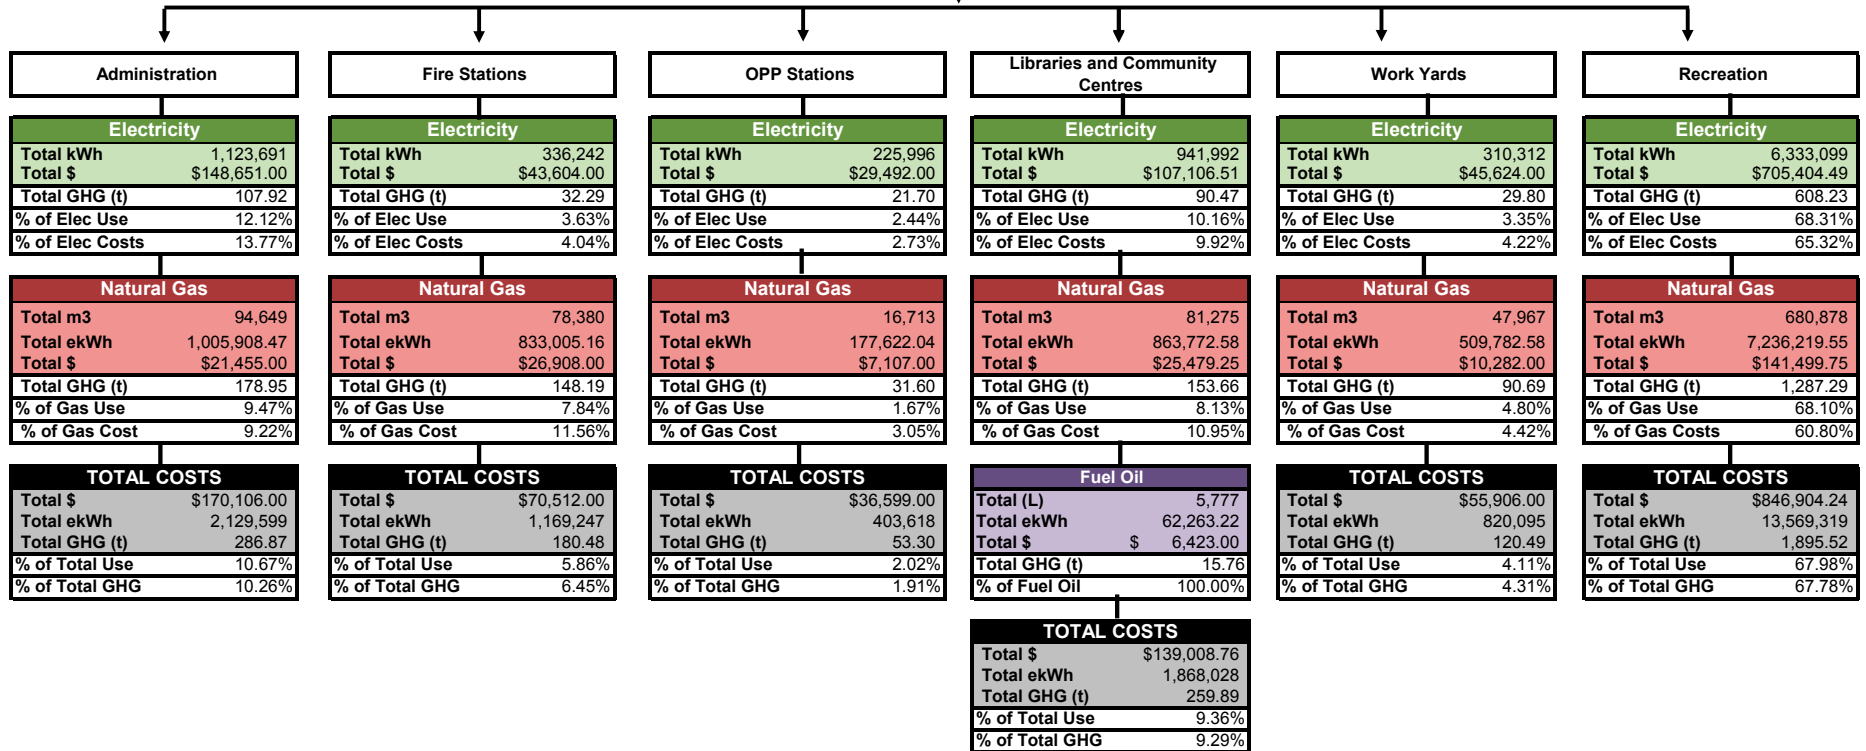 Administration
Electricity
Total kWh 1,123,691
Total $ $148,651.00
Total GHG (t) 107.92
% of Elec Use 12.12%
% of Elec Costs 13.77%
Natural Gas
Total m3 94,649
Total ekWh 1,005,908.47
Total $ $21,455.00
Total GHG (t) 178.95
% of Gas Use 9.47%
% of Gas Cost 9.22%
TOTAL COSTS
Total $ $170,106.00
Total ekWh 2,129,599
Total GHG (t) 286.87
% of Total Use 10.67%
% of Total GHG 10.26%
Fire Stations
Electricity
Total kWh 336,242
Total $ $43,604.00
Total GHG (t) 32.29
% of Elec Use 3.63%
% of Elec Costs 4.04%
Natural Gas
Total m3 78,380
Total ekWh 833,005.16
Total $ $26,908.00
Total GHG (t) 148.19
% of Gas Use 7.84%
% of Gas Cost 11.56%
TOTAL COSTS
Total $ $70,512.00
Total ekWh 1,169,247
Total GHG (t) 180.48
% of Total Use 5.86%
% of Total GHG 6.45%
OPP Stations
Electricity
Total kWh 225,996
Total $ $29,492.00
Total GHG (t) 21.70
% of Elec Use 2.44%
% of Elec Costs 2.73%
Natural Gas
Total m3 16,713
Total ekWh 177,622.04
Total $ $7,107.00
Total GHG (t) 31.60
% of Gas Use 1.67%
% of Gas Cost 3.05%
TOTAL COSTS
Total $ $36,599.00
Total ekWh 403,618
Total GHG (t) 53.30
% of Total Use 2.02%
% of Total GHG 1.91%
Libraries and Community
Centres
Electricity
Total kWh 941,992
Total $ $107,106.51
Total GHG (t) 90.47
% of Elec Use 10.16%
% of Elec Costs 9.92%
Natural Gas
Total m3 81,275
Total ekWh 863,772.58
Total $ $25,479.25
Total GHG (t) 153.66
% of Gas Use 8.13%
% of Gas Cost 10.95%
Fuel Oil
Total (L) 5,777
Total ekWh 62,263.22
Total $ $ 6,423.00
Total GHG (t) 15.76
% of Fuel Oil 100.00%
TOTAL COSTS
Total $ $139,008.76
Total ekWh 1,868,028
Total GHG (t) 259.89
% of Total Use 9.36%
% of Total GHG 9.29%
Work Yards
Electricity
Total kWh 310,312
Total $ $45,624.00
Total GHG (t) 29.80
% of Elec Use 3.35%
% of Elec Costs 4.22%
Natural Gas
Total m3 47,967
Total ekWh 509,782.58
Total $ $10,282.00
Total GHG (t) 90.69
% of Gas Use 4.80%
% of Gas Cost 4.42%
TOTAL COSTS
Total $ $55,906.00
Total ekWh 820,095
Total GHG (t) 120.49
% of Total Use 4.11%
% of Total GHG 4.31%
Recreation
Electricity
Total kWh 6,333,099
Total $ $705,404.49
Total GHG (t) 608.23
% of Elec Use 68.31%
% of Elec Costs 65.32%
Natural Gas
Total m3 680,878
Total ekWh 7,236,219.55
Total $ $141,499.75
Total GHG (t) 1,287.29
% of Gas Use 68.10%
% of Gas Costs 60.80%
TOTAL COSTS
Total $ $846,904.24
Total ekWh 13,569,319
Total GHG (t) 1,895.52
% of Total Use 67.98%
% of Total GHG 67.78%